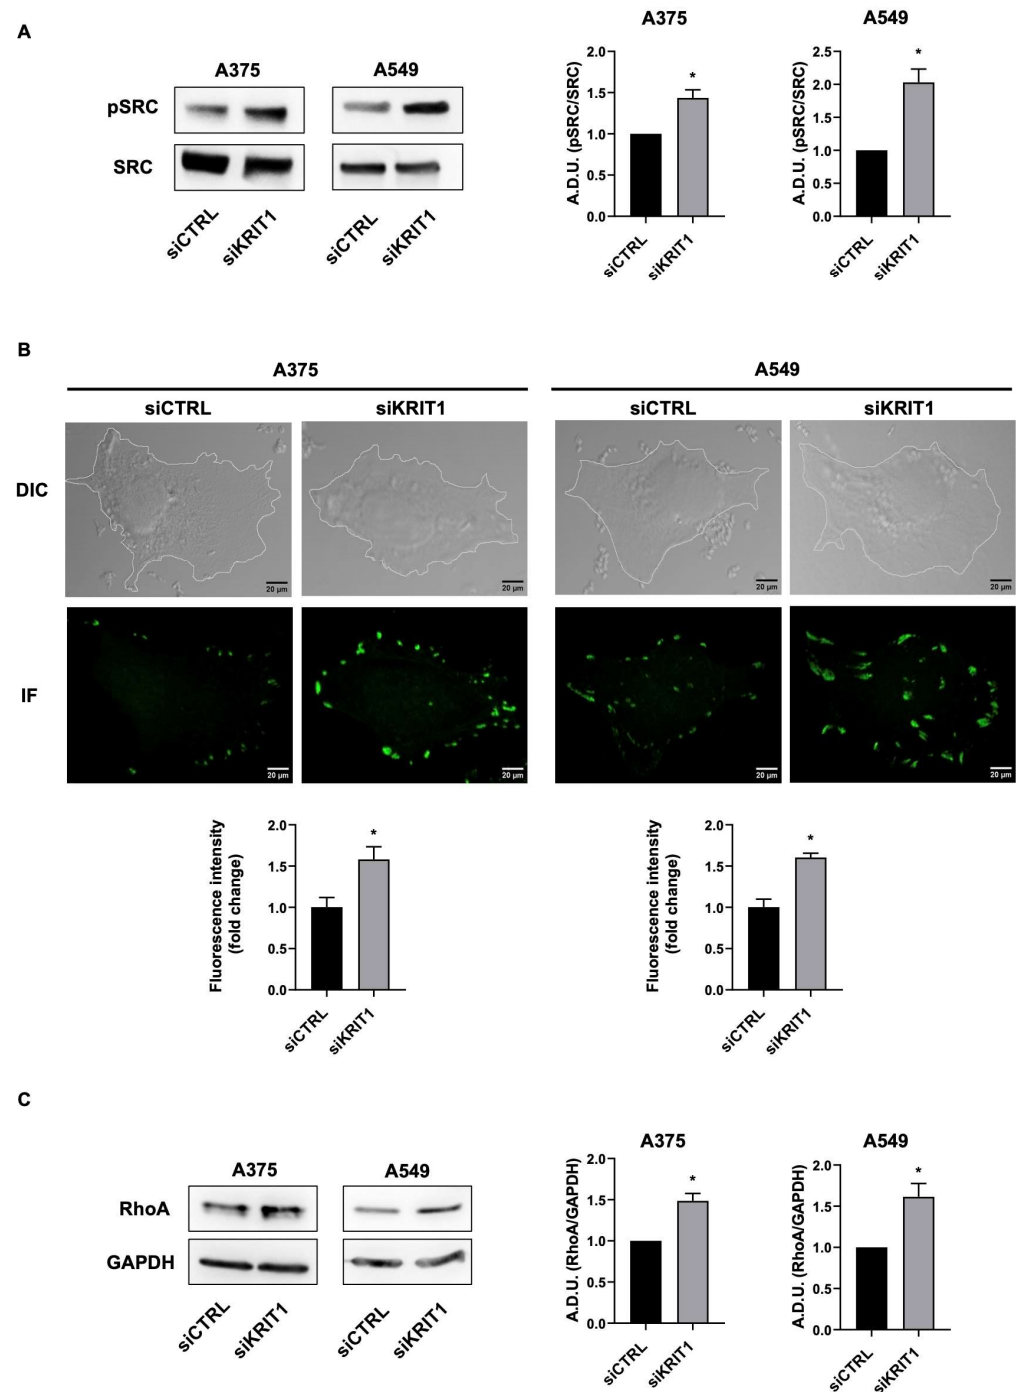 A
A375
A549
pSRC
SRC
siCTRL
siKRIT1
siCTRL
siKRIT1
A375
A.D.U. (pSRC/SRC)
2.0
1.5
1.0
0.5
0.0
*
siCTRL
siKRIT1
A549
A.D.U. (pSRC/SRC)
2.5
2.0
1.5
1.0
0.5
0.0
*
siCTRL
siKRIT1
B
A375
A549
siCTRL
siKRIT1
siCTRL
siKRIT1
DIC
20 µm
20 µm
20 µm
20 µm
IF
20 µm
20 µm
20 µm
20 µm
Fluorescence intensity
(fold change)
2.0
1.5
1.0
0.5
0.0
*
siCTRL
siKRIT1
Fluorescence intensity
(fold change)
2.0
1.5
1.0
0.5
0.0
*
siCTRL
siKRIT1
C
A375
A549
RhoA
GAPDH
siCTRL
siKRIT1
siCTRL
siKRIT1
A375
A.D.U. (RhoA/GAPDH)
2.0
1.5
1.0
0.5
0.0
*
siCTRL
siKRIT1
A549
A.D.U. (RhoA/GAPDH)
2.0
1.5
1.0
0.5
0.0
*
siCTRL
siKRIT1